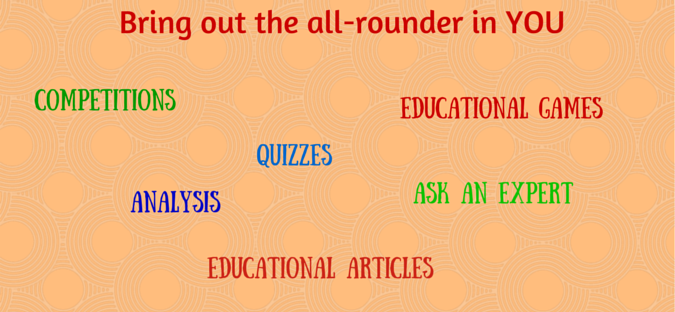 Bring out the all-rounder in YOU
COMPETITIONS
EDUCATIONAL GAMES
QUIZZES
ANALYSIS
ASK AN EXPERT
EDUCATIONAL ARTICLES